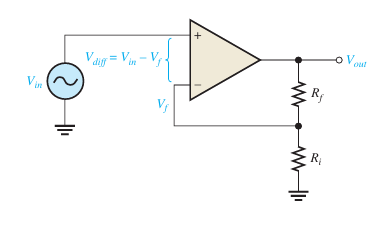 +
V_diff = V_in − V_f
V_out
V_in
−
V_f
R_f
R_i